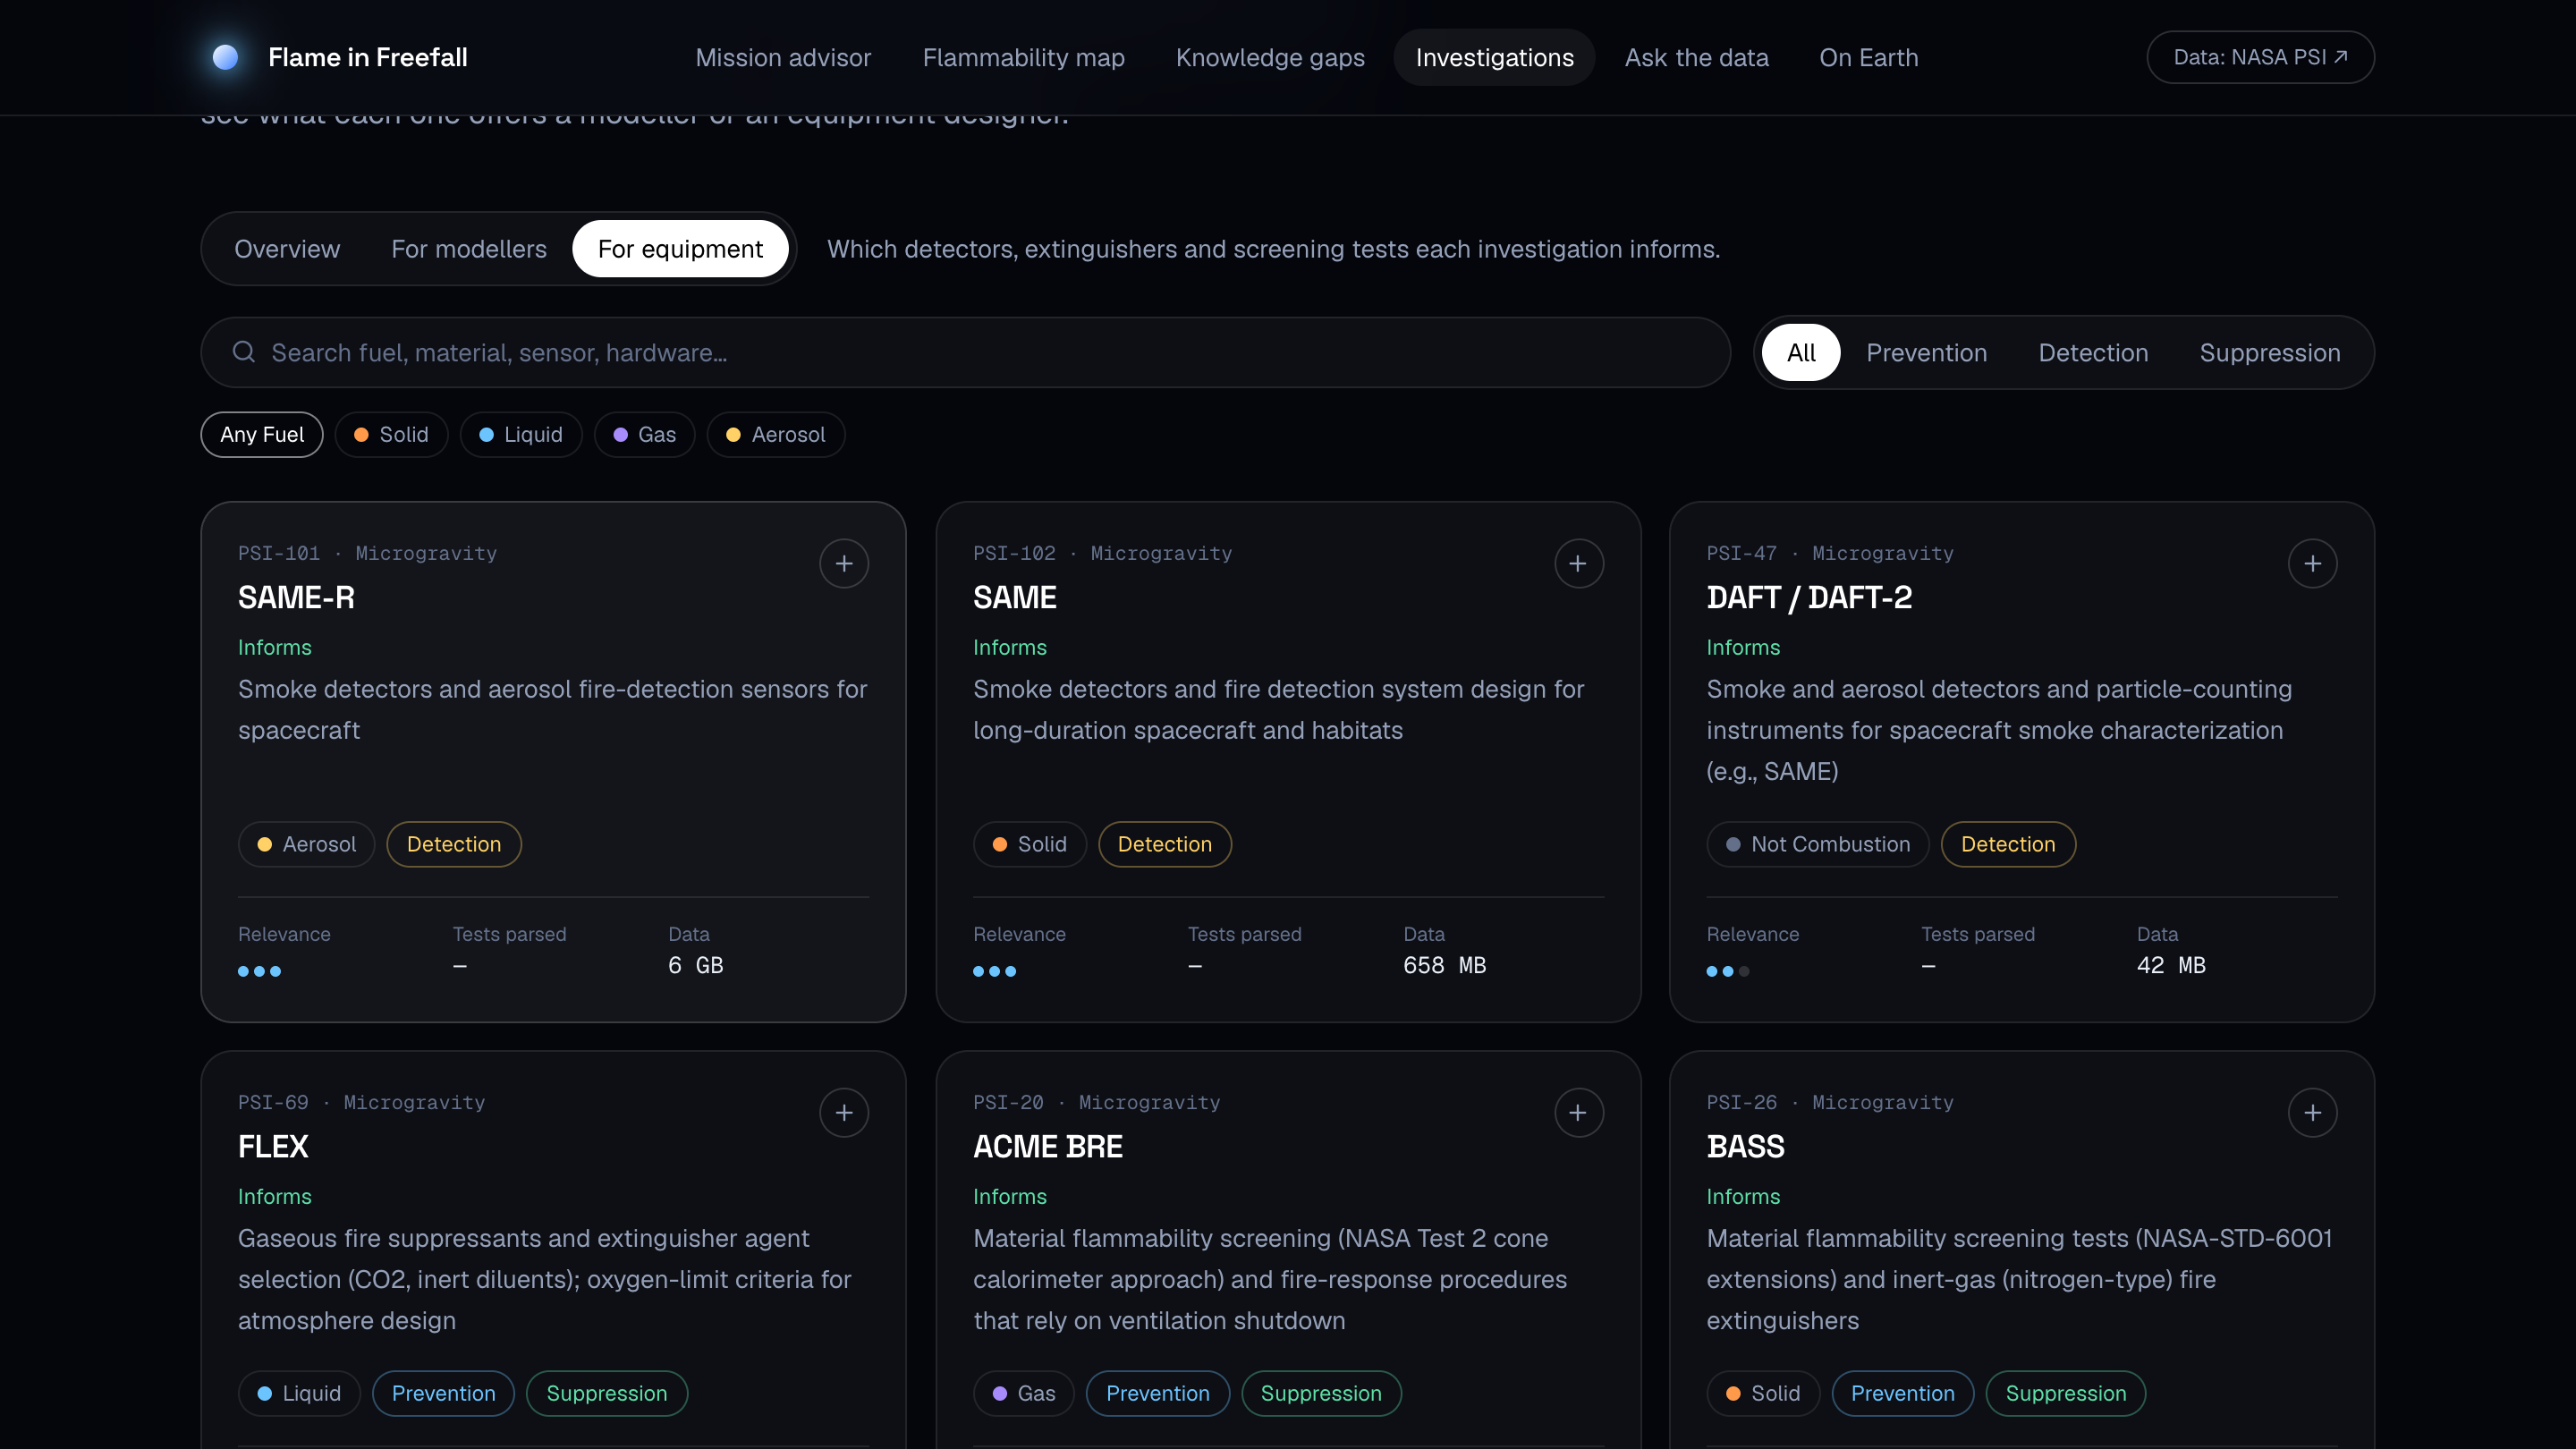 Flame in Freefall
Mission advisor
Flammability map
Knowledge gaps
Investigations
Ask the data
On Earth
Data: NASA PSI ↗
see what each one offers a modeller or an equipment designer.
Overview
For modellers
For equipment
Which detectors, extinguishers and screening tests each investigation informs.
Search fuel, material, sensor, hardware…
All
Prevention
Detection
Suppression
Any Fuel
Solid
Liquid
Gas
Aerosol
PSI-101 · Microgravity
SAME-R
Informs
Smoke detectors and aerosol fire-detection sensors for
spacecraft
Aerosol
Detection
Relevance
Tests parsed
–
Data
6 GB
PSI-102 · Microgravity
SAME
Informs
Smoke detectors and fire detection system design for
long-duration spacecraft and habitats
Solid
Detection
Relevance
Tests parsed
–
Data
658 MB
PSI-47 · Microgravity
DAFT / DAFT-2
Informs
Smoke and aerosol detectors and particle-counting
instruments for spacecraft smoke characterization
(e.g., SAME)
Not Combustion
Detection
Relevance
Tests parsed
–
Data
42 MB
PSI-69 · Microgravity
FLEX
Informs
Gaseous fire suppressants and extinguisher agent
selection (CO2, inert diluents); oxygen-limit criteria for
atmosphere design
Liquid
Prevention
Suppression
PSI-20 · Microgravity
ACME BRE
Informs
Material flammability screening (NASA Test 2 cone
calorimeter approach) and fire-response procedures
that rely on ventilation shutdown
Gas
Prevention
Suppression
PSI-26 · Microgravity
BASS
Informs
Material flammability screening tests (NASA-STD-6001
extensions) and inert-gas (nitrogen-type) fire
extinguishers
Solid
Prevention
Suppression